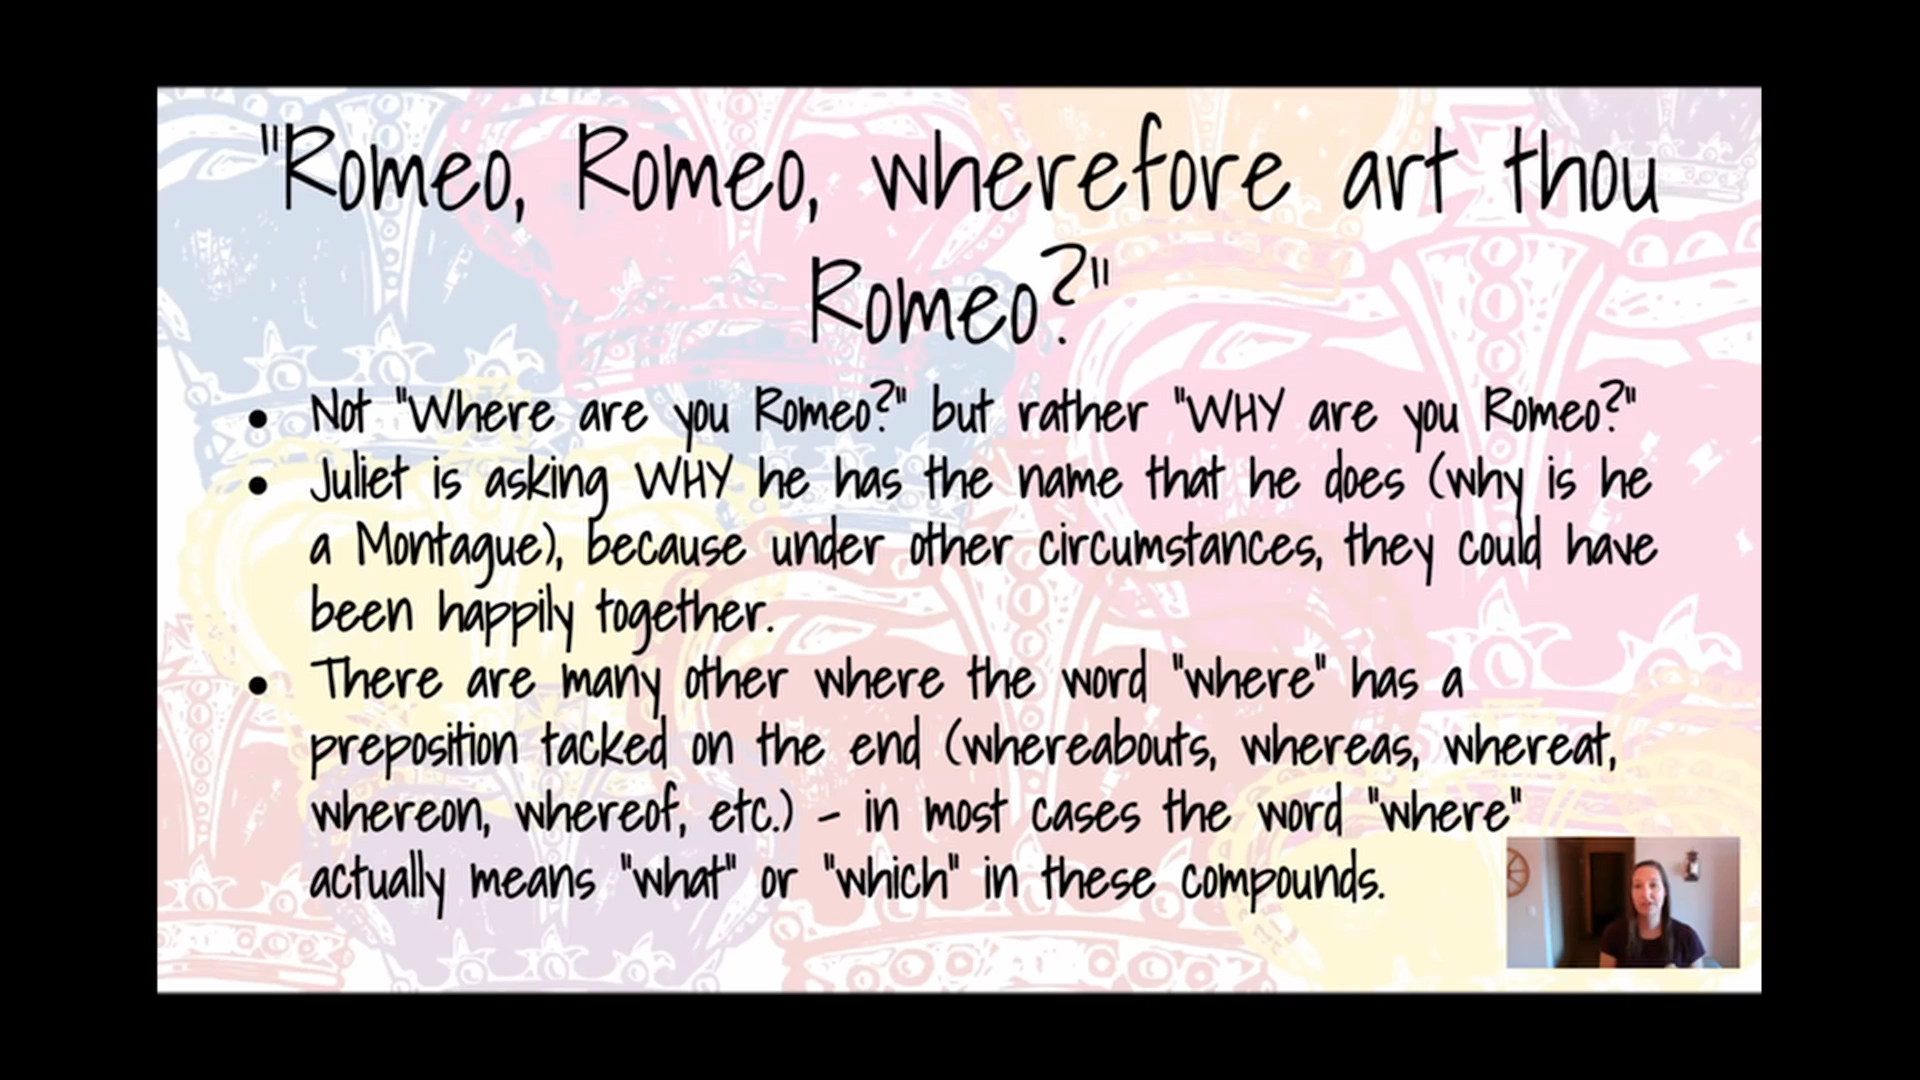 "Romeo, Romeo, wherefore art thou
Romeo?"
• Not "Where are you Romeo?" but rather "WHY are you Romeo?"
• Juliet is asking WHY he has the name that he does (why is he
a Montague), because under other circumstances, they could have
been happily together.
• There are many other where the word "where" has a
preposition tacked on the end (whereabouts, whereas, whereat,
whereon, whereof, etc.) - in most cases the word "where"
actually means "what" or "which" in these compounds.